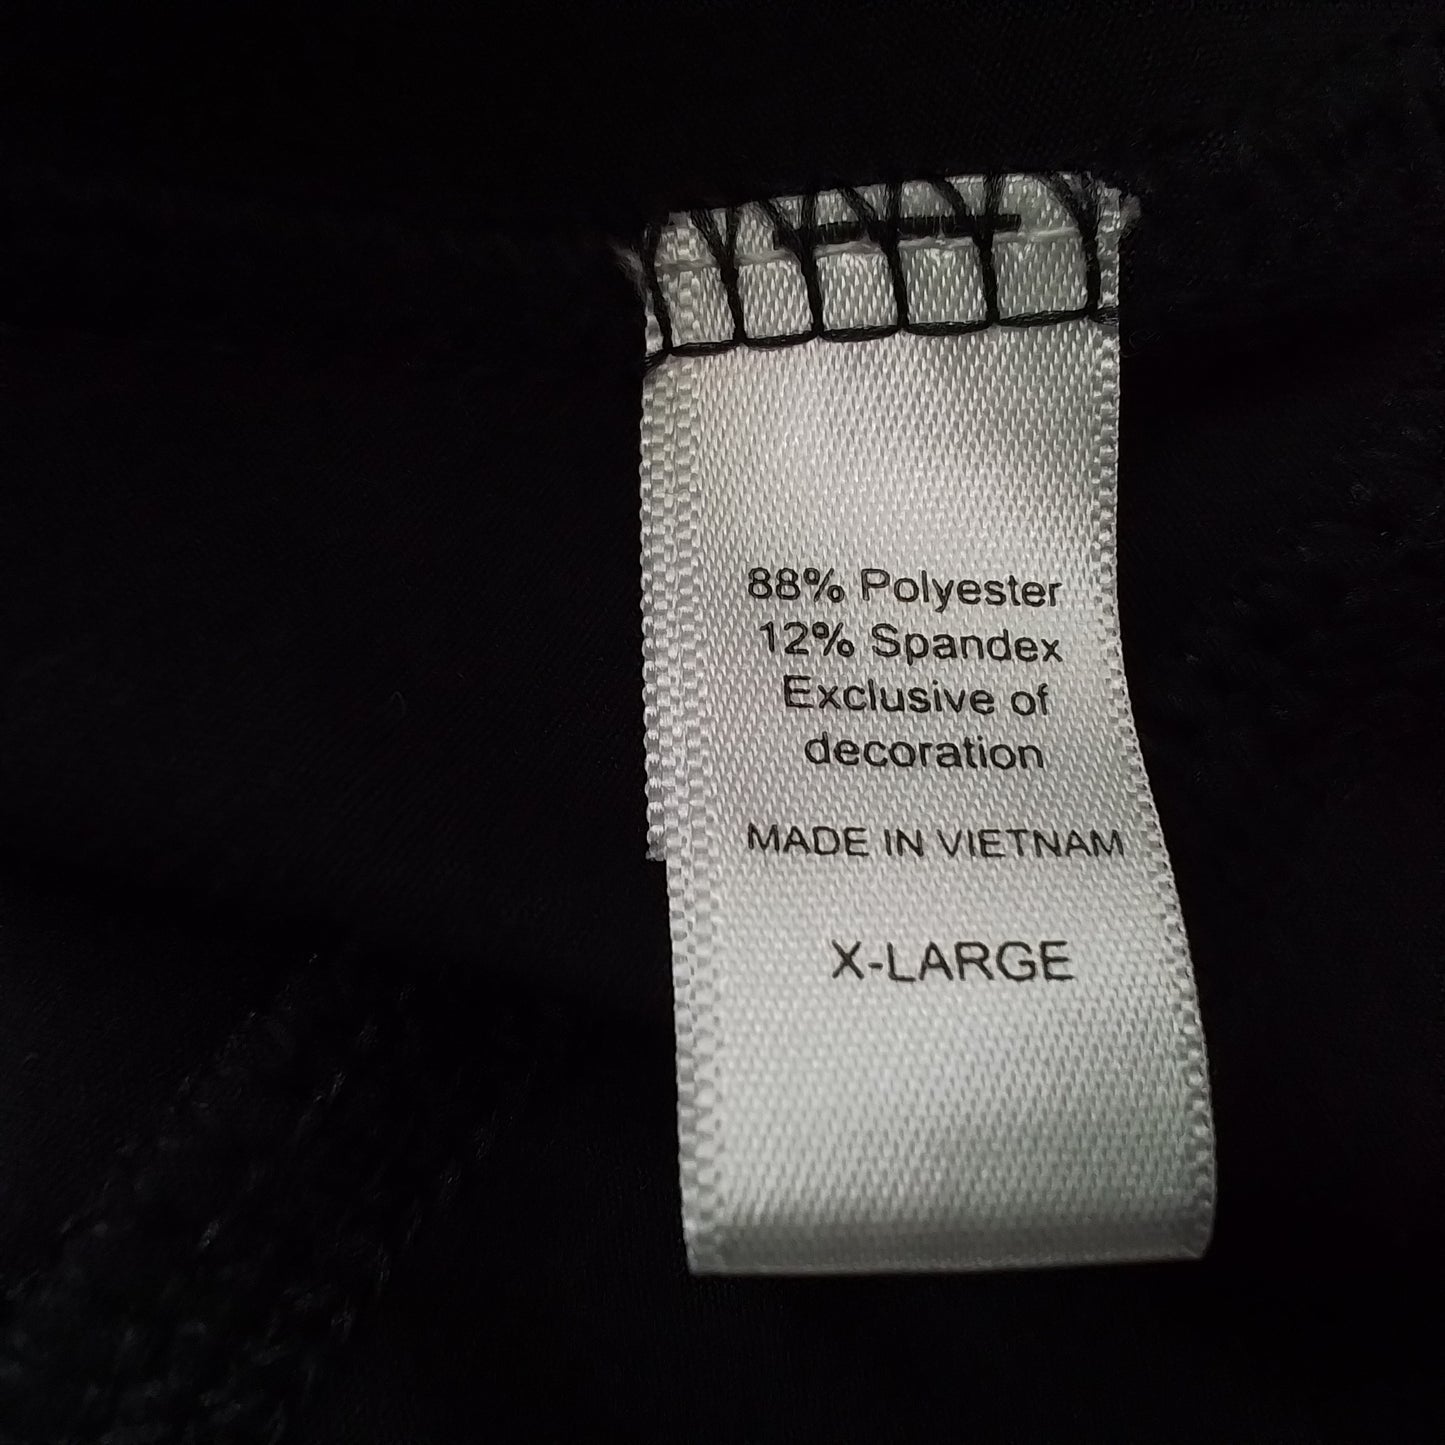 88% Polyester
12% Spandex
Exclusive of
decoration
MADE IN VIETNAM
X-LARGE